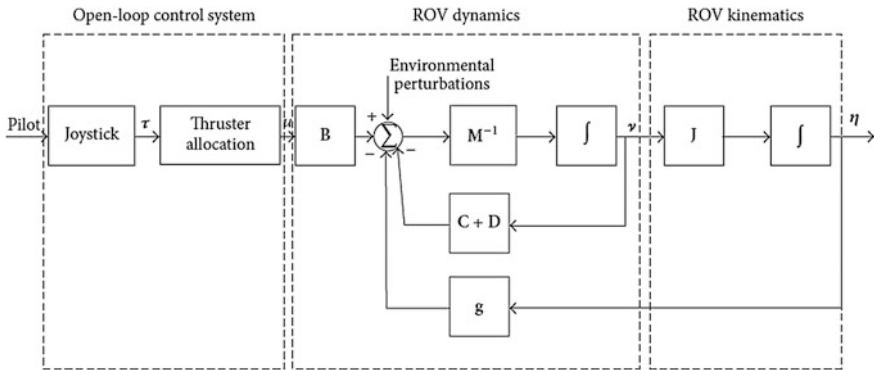 Open-loop control system
ROV dynamics
ROV kinematics
Environmental
perturbations
Pilot
Joystick
τ
Thruster
allocation
u
B
+
Σ
−
−
M⁻¹
∫
ν
J
∫
η
C + D
g